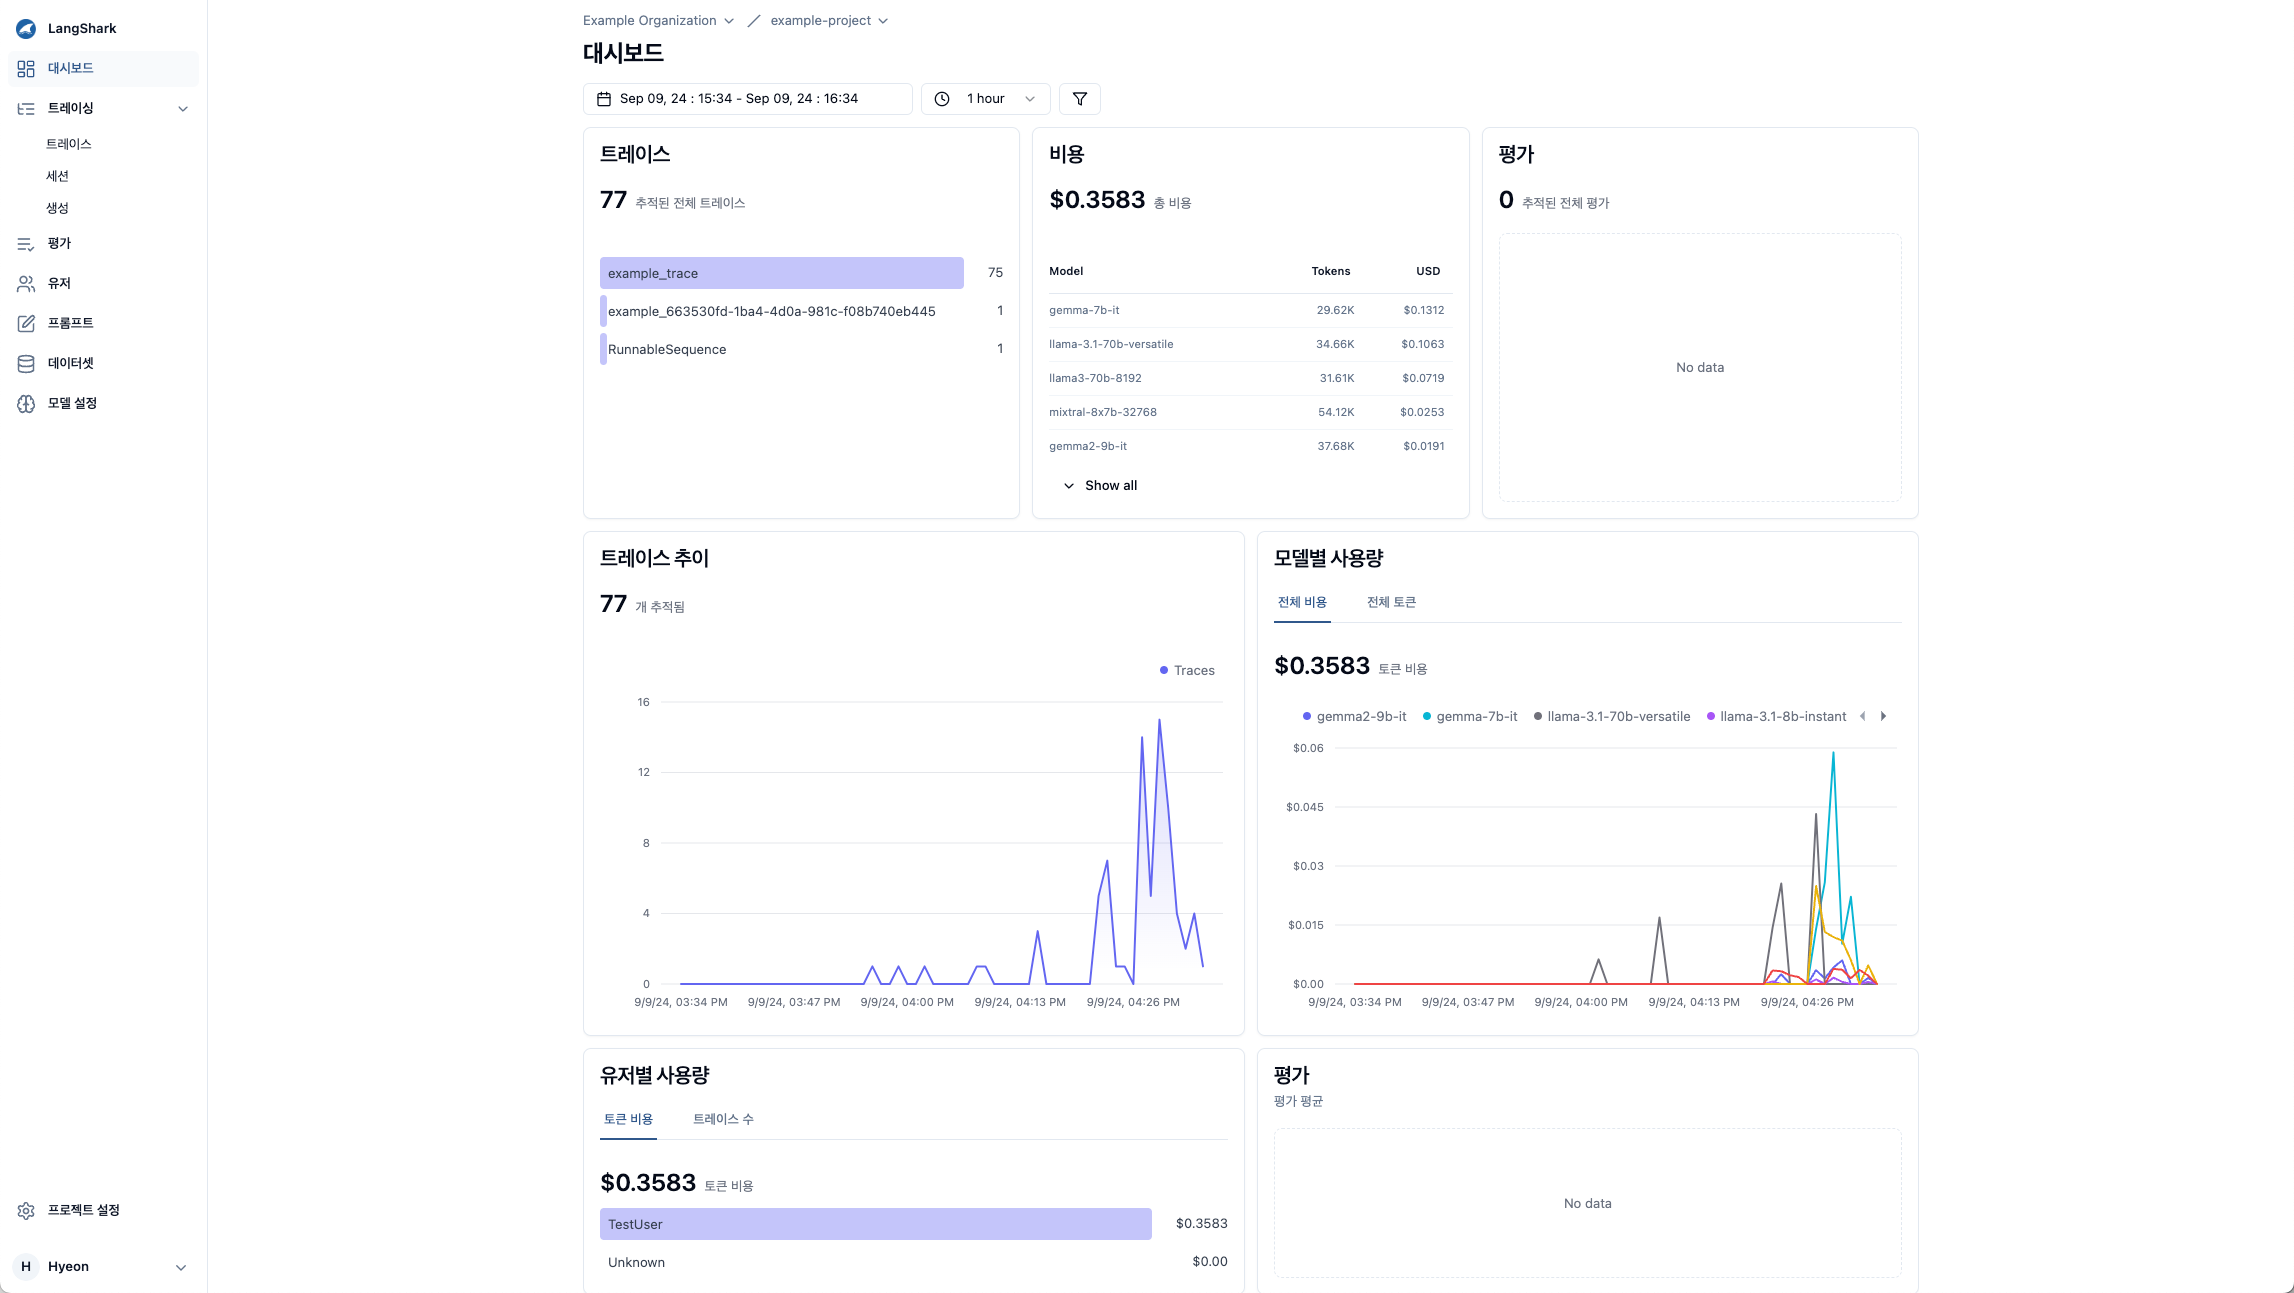 LangShark
대시보드
트레이싱
트레이스
세션
생성
평가
유저
프롬프트
데이터셋
모델 설정
프로젝트 설정
H Hyeon
Example Organization / example-project
대시보드
Sep 09, 24 : 15:34 - Sep 09, 24 : 16:34 1 hour
트레이스
77 추적된 전체 트레이스
example_trace 75
example_663530fd-1ba4-4d0a-981c-f08b740eb445 1
RunnableSequence 1
비용
$0.3583 총 비용
Model Tokens USD
gemma-7b-it 29.62K $0.1312
llama-3.1-70b-versatile 34.66K $0.1063
llama3-70b-8192 31.61K $0.0719
mixtral-8x7b-32768 54.12K $0.0253
gemma2-9b-it 37.68K $0.0191
Show all
평가
0 추적된 전체 평가
No data
트레이스 추이
77 개 추적됨
Traces
16
12
8
4
0
9/9/24, 03:34 PM 9/9/24, 03:47 PM 9/9/24, 04:00 PM 9/9/24, 04:13 PM 9/9/24, 04:26 PM
모델별 사용량
전체 비용 전체 토큰
$0.3583 토큰 비용
gemma2-9b-it gemma-7b-it llama-3.1-70b-versatile llama-3.1-8b-instant
$0.06
$0.045
$0.03
$0.015
$0.00
9/9/24, 03:34 PM 9/9/24, 03:47 PM 9/9/24, 04:00 PM 9/9/24, 04:13 PM 9/9/24, 04:26 PM
유저별 사용량
토큰 비용 트레이스 수
$0.3583 토큰 비용
TestUser $0.3583
Unknown $0.00
평가
평가 평균
No data